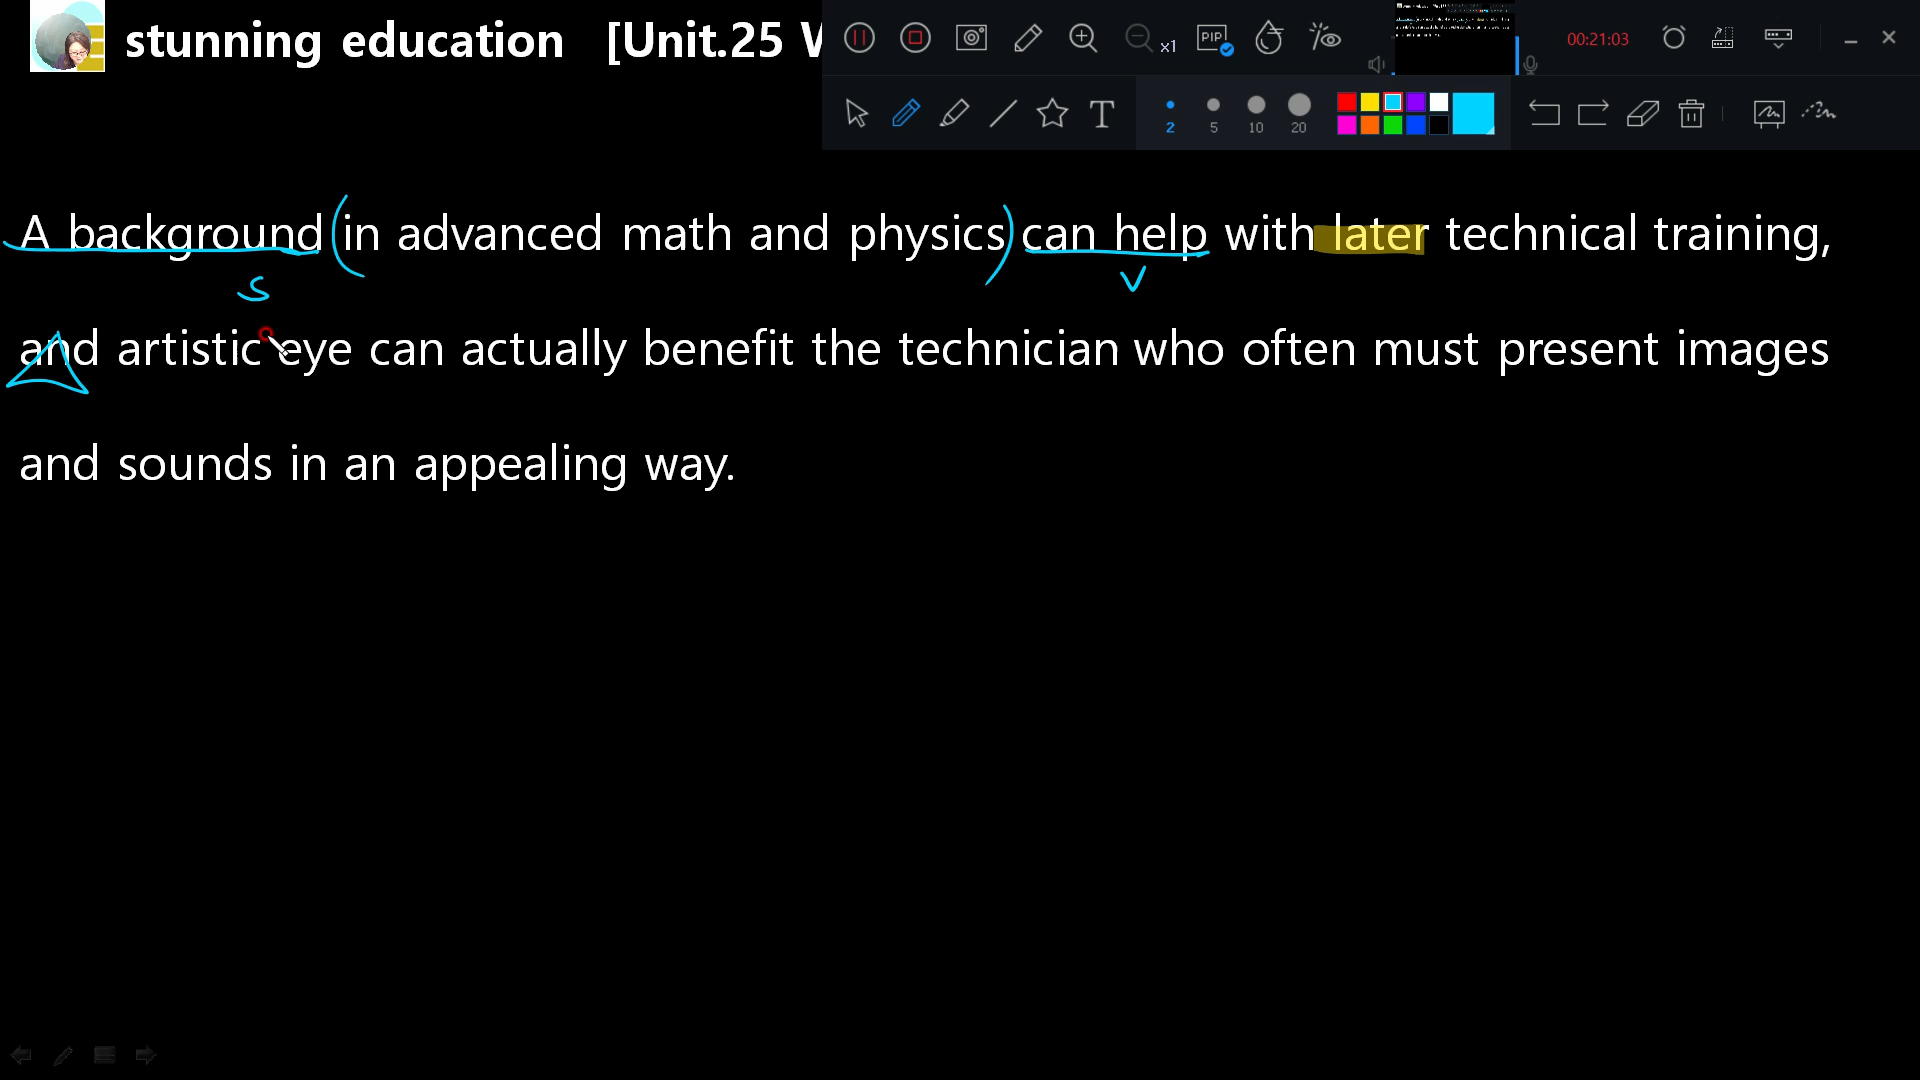 stunning education [Unit.25
x1 PIP 00:21:03
T 2 5 10 20
A background (in advanced math and physics) can help with later technical training,
S V
and artistic eye can actually benefit the technician who often must present images
and sounds in an appealing way.